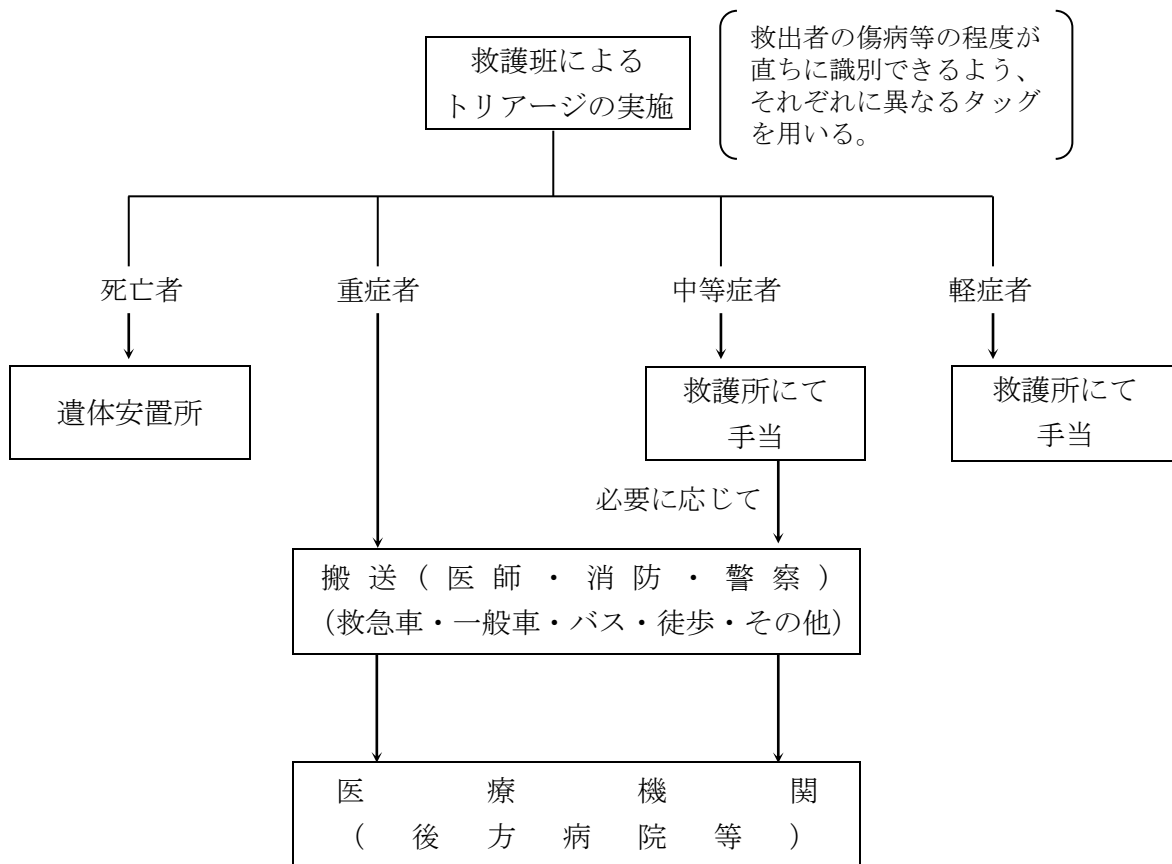 救護班による
トリアージの実施
救出者の傷病等の程度が
直ちに識別できるよう、
それぞれに異なるタッグ
を用いる。
死亡者
重症者
中等症者
軽症者
遺体安置所
救護所にて
手当
救護所にて
手当
必要に応じて
搬送(医師・消防・警察)
(救急車・一般車・バス・徒歩・その他)
医療機関
(後方病院等)